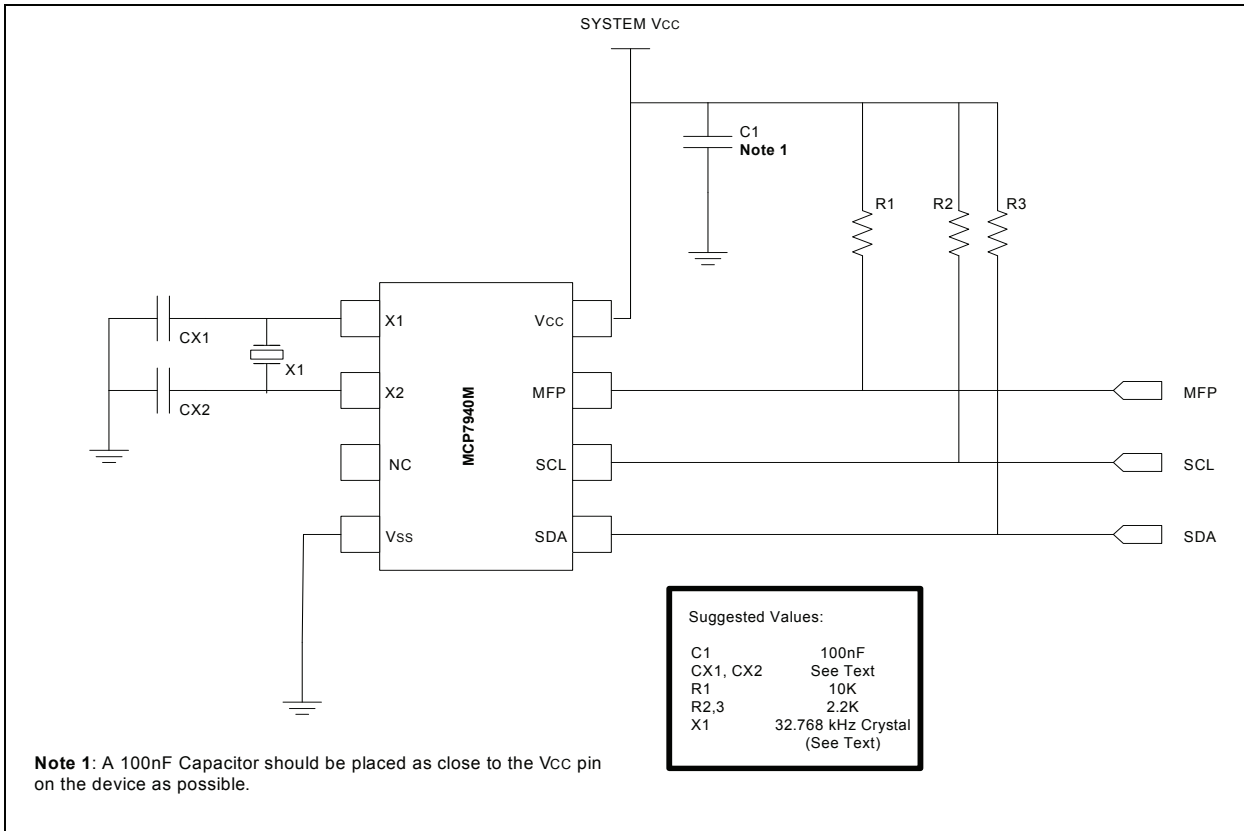 SYSTEM VCC
C1
Note 1
R1
R2
R3
CX1
X1
CX2
X1
X2
NC
VSS
MCP7940M
VCC
MFP
SCL
SDA
MFP
SCL
SDA
Suggested Values:
C1 100nF
CX1, CX2 See Text
R1 10K
R2,3 2.2K
X1 32.768 kHz Crystal
(See Text)
Note 1: A 100nF Capacitor should be placed as close to the VCC pin
on the device as possible.